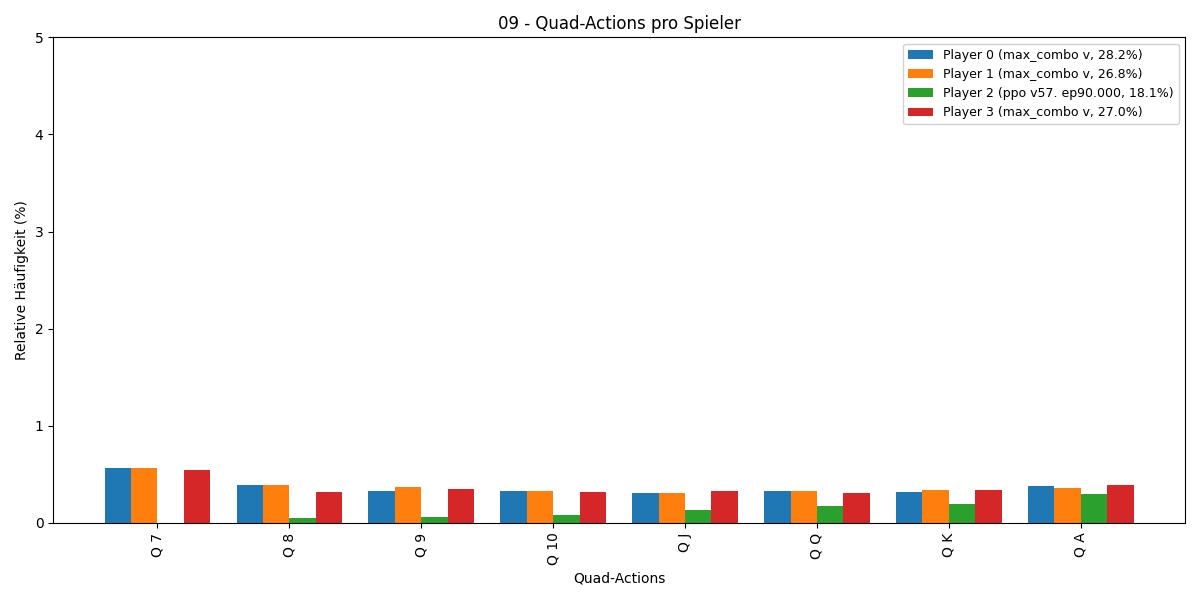 09 - Quad-Actions pro Spieler
5
4
3
2
1
0
Relative Häufigkeit (%)
Player 0 (max_combo v, 28.2%)
Player 1 (max_combo v, 26.8%)
Player 2 (ppo v57. ep90.000, 18.1%)
Player 3 (max_combo v, 27.0%)
Q 7
Q 8
Q 9
Q 10
Q J
Q Q
Q K
Q A
Quad-Actions